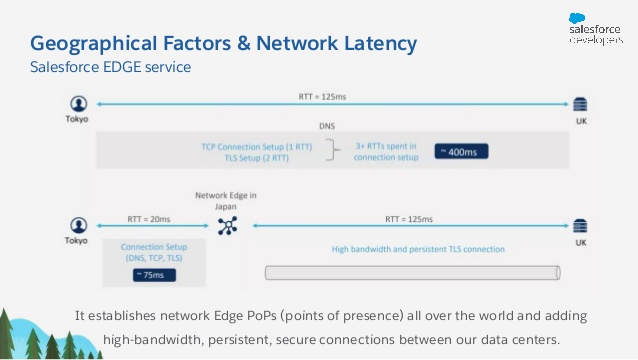 Geographical Factors & Network Latency
Salesforce EDGE service
salesforce
developers
RTT = 125ms
Tokyo
UK
DNS
TCP Connection Setup (1 RTT)
TLS Setup (2 RTT)
3+ RTTs spent in
connection setup
~ 400ms
Network Edge in
Japan
RTT = 20ms
RTT = 125ms
Tokyo
UK
Connection Setup
(DNS, TCP, TLS)
~ 75ms
High bandwidth and persistent TLS connection
It establishes network Edge PoPs (points of presence) all over the world and adding
high-bandwidth, persistent, secure connections between our data centers.